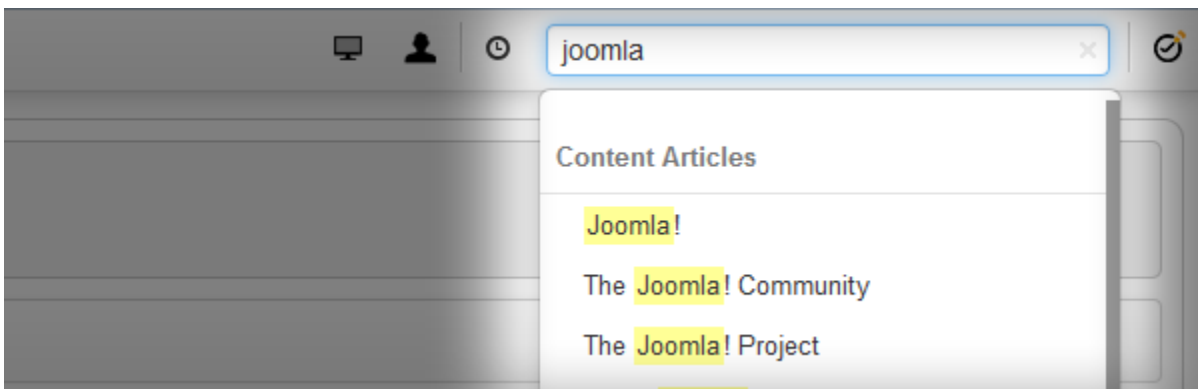 joomla
Content Articles
Joomla!
The Joomla! Community
The Joomla! Project